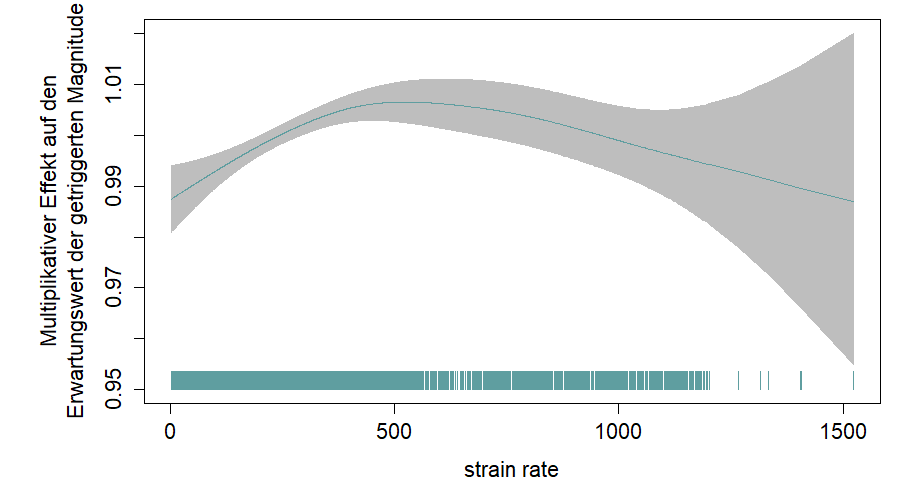 Multiplikativer Effekt auf den
Erwartungswert der getriggerten Magnitude
1.01
0.99
0.97
0.95
0
500
1000
1500
strain rate